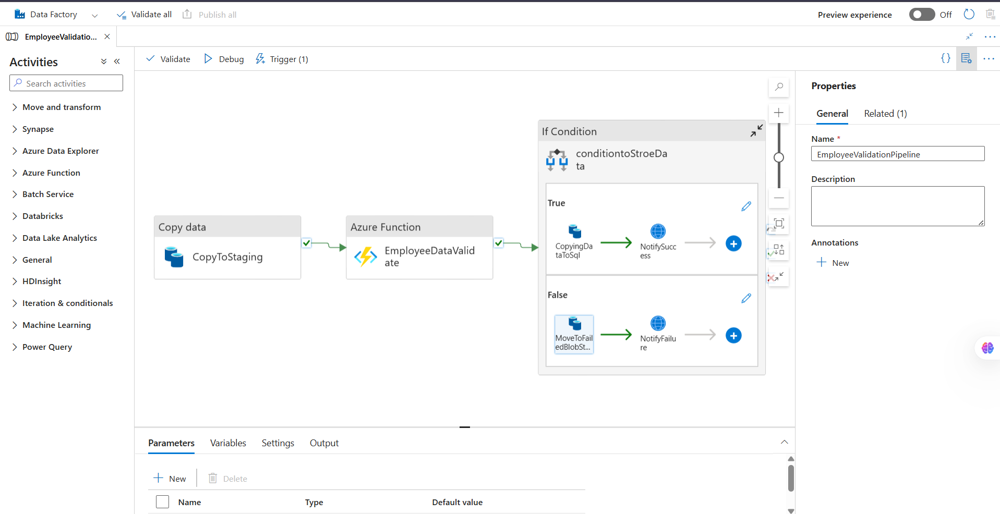 Data Factory
Validate all
Publish all
Preview experience
Off
EmployeeValidatio...
Activities
Search activities
Move and transform
Synapse
Azure Data Explorer
Azure Function
Batch Service
Databricks
Data Lake Analytics
General
HDInsight
Iteration & conditionals
Machine Learning
Power Query
Validate
Debug
Trigger (1)
Copy data
CopyToStaging
Azure Function
EmployeeDataValid
ate
If Condition
conditiontoStroeDa
ta
True
CopyingDa
taToSql
NotifySucc
ess
False
MoveToFail
edBlobSt...
NotifyFailu
re
Parameters
Variables
Settings
Output
New
Delete
Name
Type
Default value
Properties
General
Related (1)
Name *
EmployeeValidationPipeline
Description
Annotations
New